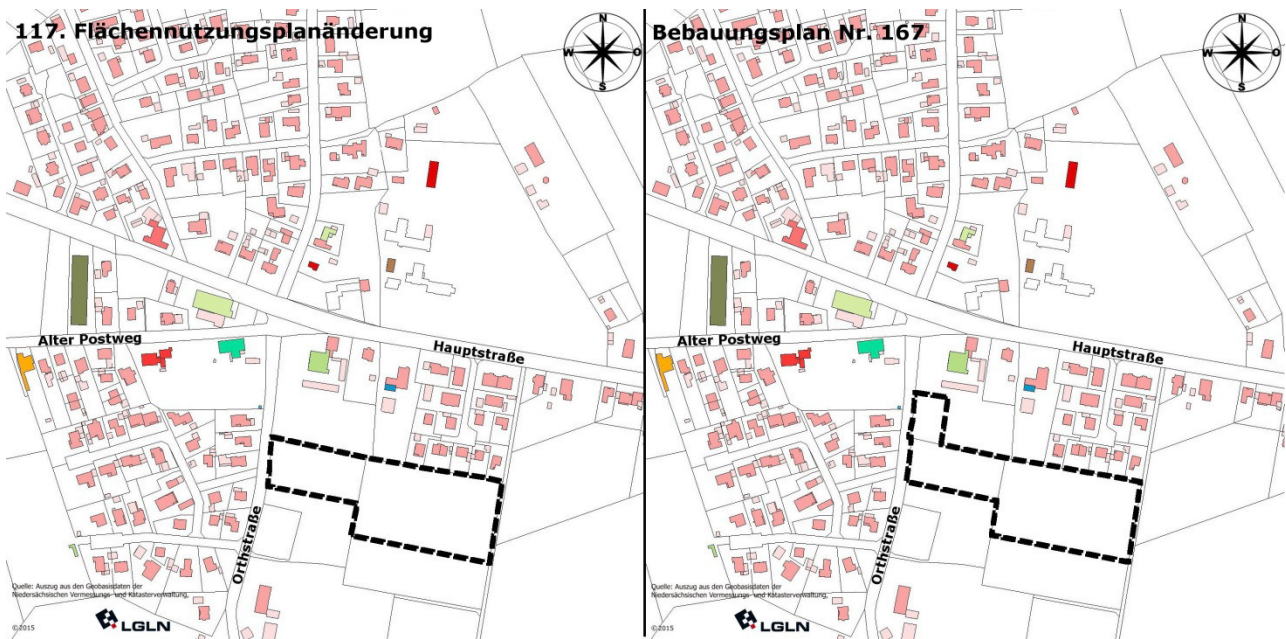 117. Flächennutzungsplanänderung
N
W
O
S
Alter Postweg
Hauptstraße
Orthstraße
Quelle: Auszug aus den Geobasisdaten der
Niedersächsischen Vermessungs- und Katasterverwaltung,
©2015
LGLN
Bebauungsplan Nr. 167
N
W
O
S
Alter Postweg
Hauptstraße
Orthstraße
Quelle: Auszug aus den Geobasisdaten der
Niedersächsischen Vermessungs- und Katasterverwaltung,
©2015
LGLN